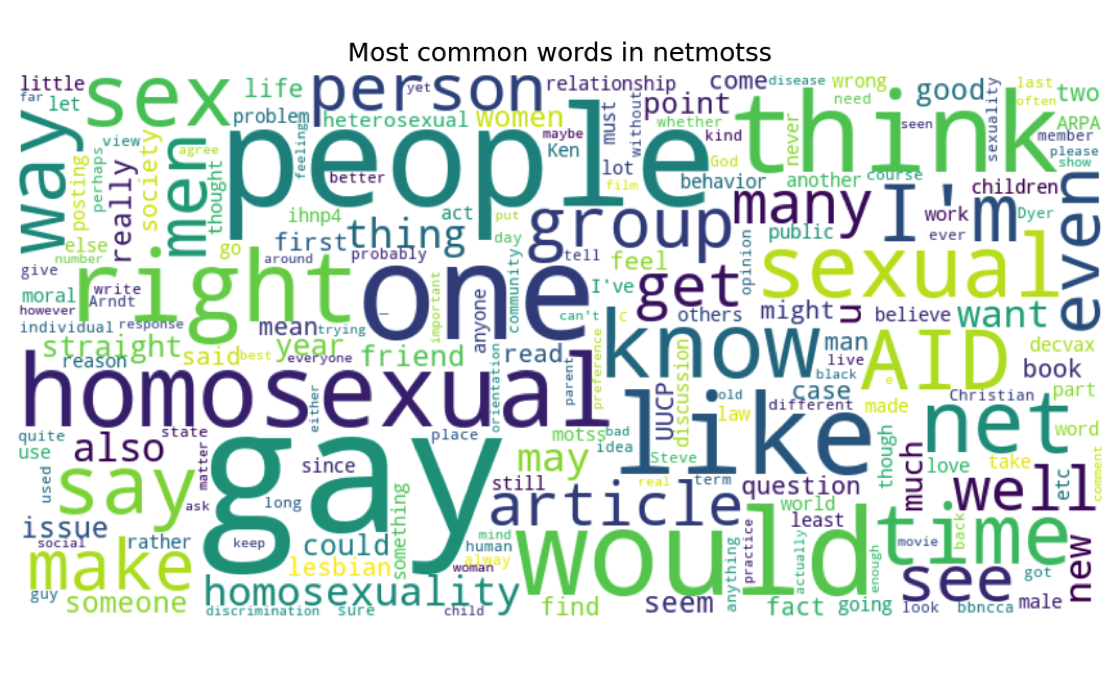 Most common words in netmotss
little
sex
life
person
yet
relationship
come
disease
wrong
good
sexuality
last
two
far
let
problem
heterosexual
women
must
without
point
need
often
ARPA
way
view
feeling
people
maybe
Ken
whether
kind
think
never
seen
member
please
show
posting
perhaps
really
society
men
agree
thought
better
lot
God
film
behavior
another
course
children
ihnp4
act
put
group
many
I'm
work
Dyer
even
else
go
first
thing
day
public
ever
number
around
probably
tell
feel
opinion
sexual
give
right
one
important
community
I've
get
moral
write
Arndt
others
might
u
believe
want
however
mean
trying
_
anyone
can't
c
individual
response
year
know
man
AID
decvax
straight
said
best
everyone
friend
read
live
black
e
book
reason
homosexual
parent
preference
discussion
old
case
Christian
part
either
orientation
UUCP
law
different
made
like
net
word
quite
state
also
place
motss
bad
idea
use
say
matter
since
gay
may
Steve
though
much
love
take
comment
used
ask
long
still
real
term
question
well
etc
article
world
issue
social
rather
keep
could
something
mind
human
alway
would
least
practice
anything
actually
enough
time
movie
back
make
lesbian
woman
see
got
new
guy
someone
homosexuality
discrimination
sure
child
find
seem
fact
going
look
bbncca
male